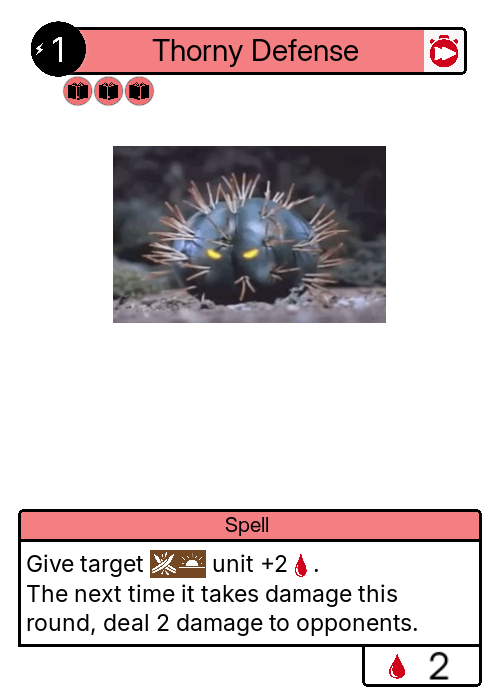 1
Thorny Defense
Spell
Give target unit +2 .
The next time it takes damage this
round, deal 2 damage to opponents.
2